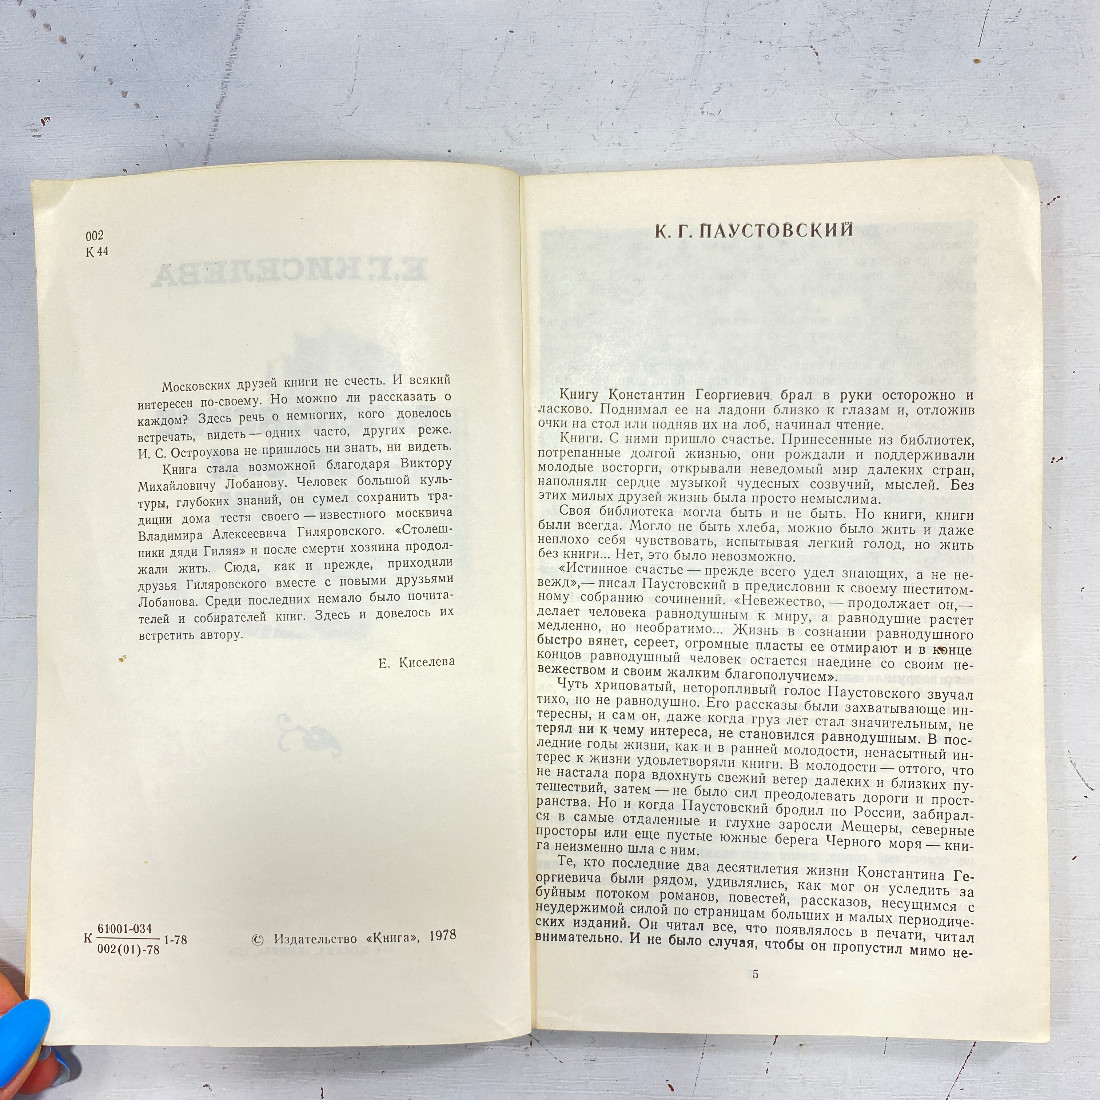 002
К 44
Е. Г. КИСЕЛЕВА
Московских друзей книги не счесть. И всякий
интересен по-своему. Но можно ли рассказать о
каждом? Здесь речь о немногих, кого довелось
встречать, видеть — одних часто, других реже.
И. С. Остроухова не пришлось ни знать, ни видеть.
Книга стала возможной благодаря Виктору
Михайловичу Лобанову. Человек большой куль-
туры, глубоких знаний, он сумел сохранить тра-
диции дома тестя своего — известного москвича
Владимира Алексеевича Гиляровского. «Столеш-
ники дяди Гиляя» и после смерти хозяина продол-
жали жить. Сюда, как и прежде, приходили
друзья Гиляровского вместе с новыми друзьями
Лобанова. Среди последних немало было почита-
телей и собирателей книг. Здесь и довелось их
встретить автору.
Е. Киселева
К 61001-034 / 002(01)-78 1-78
© Издательство «Книга», 1978
К. Г. ПАУСТОВСКИЙ
Книгу Константин Георгиевич брал в руки осторожно и
ласково. Поднимал ее на ладони близко к глазам и, отложив
очки на стол или подняв их на лоб, начинал чтение.
Книги. С ними пришло счастье. Принесенные из библиотек,
потрепанные долгой жизнью, они рождали и поддерживали
молодые восторги, открывали неведомый мир далеких стран,
наполняли сердце музыкой чудесных созвучий, мыслей. Без
этих милых друзей жизнь была просто немыслима.
Своя библиотека могла быть и не быть. Но книги, книги
были всегда. Могло не быть хлеба, можно было жить и даже
неплохо себя чувствовать, испытывая легкий голод, но жить
без книги... Нет, это было невозможно.
«Истинное счастье — прежде всего удел знающих, а не не-
вежд»,— писал Паустовский в предисловии к своему шеститом-
ному собранию сочинений. «Невежество, — продолжает он,—
делает человека равнодушным к миру, а равнодушие растет
медленно, но необратимо... Жизнь в сознании равнодушного
быстро вянет, сереет, огромные пласты ее отмирают и в конце
концов равнодушный человек остается наедине со своим не-
вежеством и своим жалким благополучием».
Чуть хриповатый, неторопливый голос Паустовского звучал
тихо, но не равнодушно. Его рассказы были захватывающе ин-
тересны, и сам он, даже когда груз лет стал значительным, не
терял ни к чему интереса, не становился равнодушным. В пос-
ледние годы жизни, как и в ранней молодости, ненасытный ин-
терес к жизни удовлетворяли книги. В молодости — оттого, что
не настала пора вдохнуть свежий ветер далеких и близких пу-
тешествий, затем — не было сил преодолевать дороги и прост-
ранства. Но и когда Паустовский бродил по России, забирал-
ся в самые отдаленные и глухие заросли Мещеры, северные
просторы или еще пустые южные берега Черного моря — кни-
га неизменно шла с ним.
Те, кто последние два десятилетия жизни Константина Ге-
оргиевича были рядом, удивлялись, как мог он уследить за
буйным потоком романов, повестей, рассказов, несущимся с
неудержимой силой по страницам больших и малых периодиче-
ских изданий. Он читал все, что появлялось в печати, читал
внимательно. И не было случая, чтобы он пропустил мимо не-
5